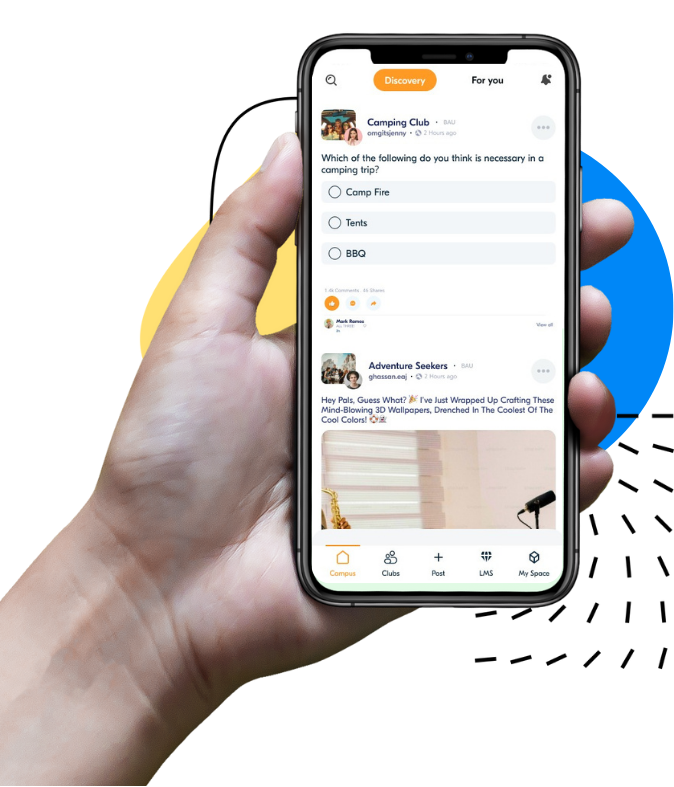 Discovery
For you
Camping Club • BAU
omgitsjenny • 2 Hours ago
Which of the following do you think is necessary in a
camping trip?
Camp Fire
Tents
BBQ
Comments
Shares
Mark Ramos
View all
Adventure Seekers • BAU
ghassan.eaj • 2 Hours ago
Hey Pals, Guess What? 🎉 I've Just Wrapped Up Crafting These
Mind-Blowing 3D Wallpapers, Drenched In The Coolest Of The
Cool Colors!
Campus
Clubs
Post
LMS
My Space